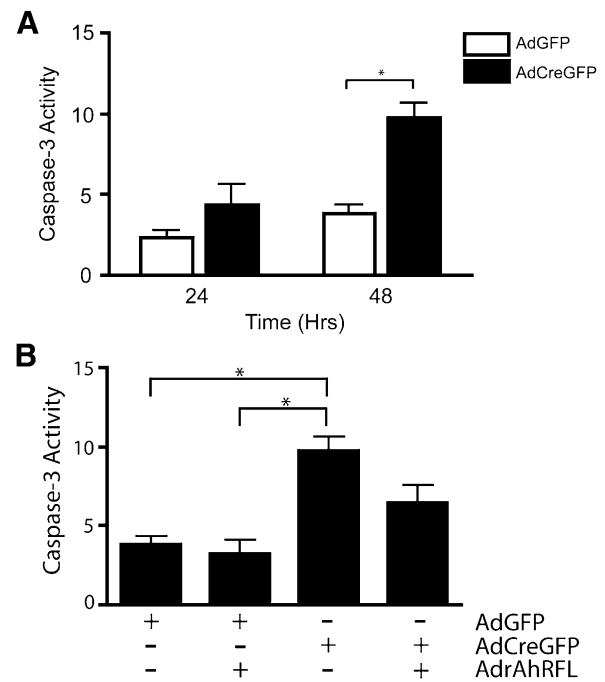 A
15
10
5
0
Caspase-3 Activity
*
AdGFP
AdCreGFP
24 48
Time (Hrs)
B
15
10
5
0
Caspase-3 Activity
*
*
+ + - - AdGFP
- - + + AdCreGFP
- + - + AdrAhRFL